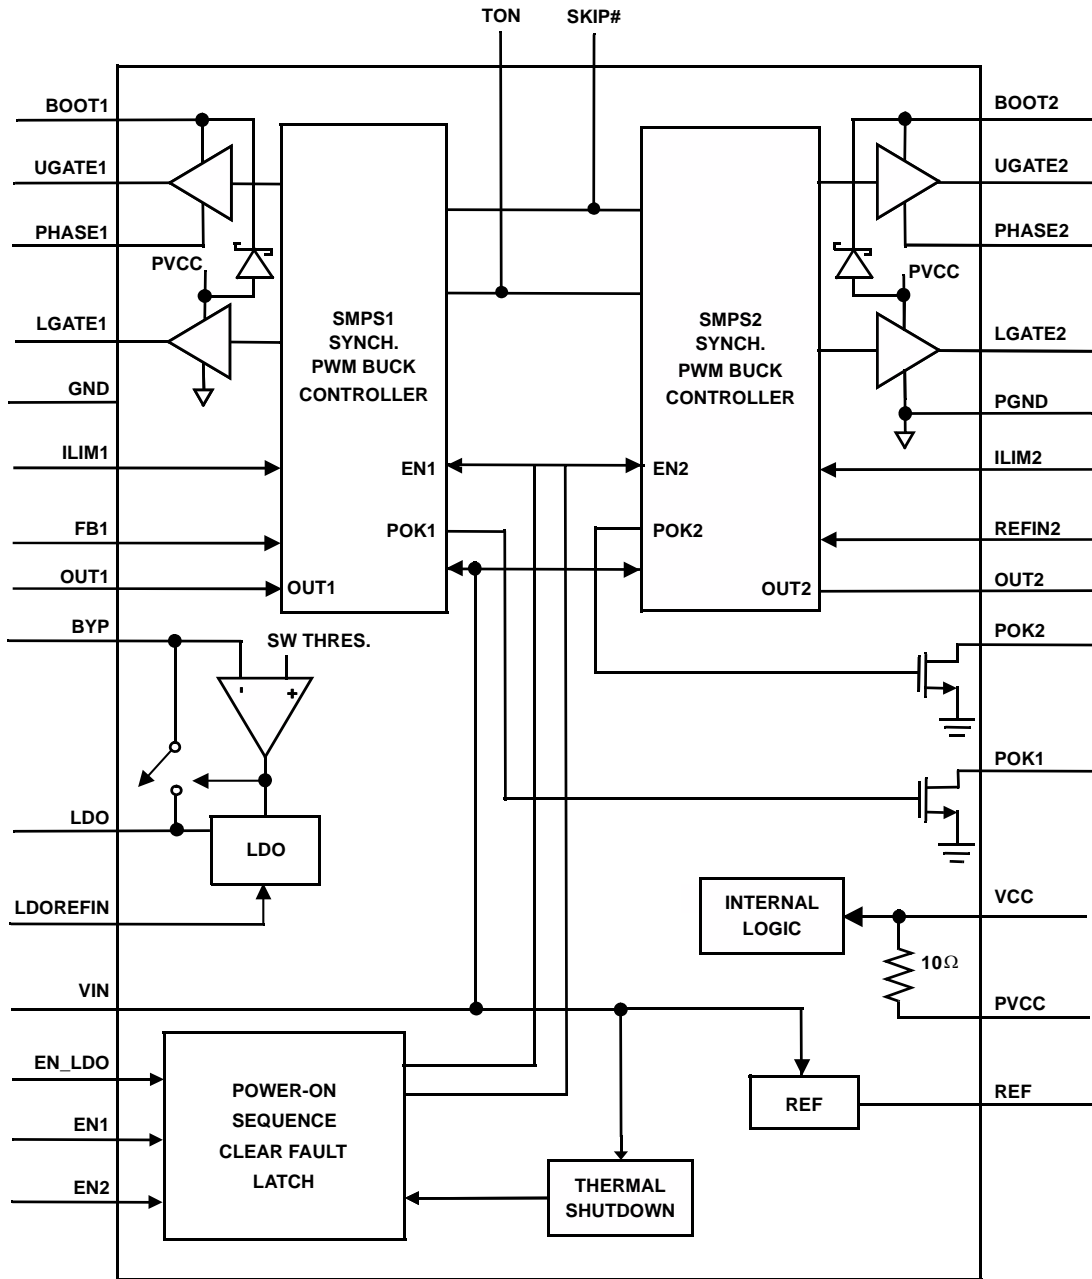 TON
SKIP#
BOOT1
UGATE1
PHASE1
PVCC
LGATE1
GND
ILIM1
FB1
OUT1
BYP
SMPS1
SYNCH.
PWM BUCK
CONTROLLER
EN1
POK1
OUT1
SMPS2
SYNCH.
PWM BUCK
CONTROLLER
EN2
POK2
OUT2
BOOT2
UGATE2
PHASE2
PVCC
LGATE2
PGND
ILIM2
REFIN2
OUT2
POK2
POK1
SW THRES.
-
+
LDO
LDO
LDOREFIN
INTERNAL
LOGIC
VCC
10Ω
PVCC
VIN
EN_LDO
EN1
EN2
POWER-ON
SEQUENCE
CLEAR FAULT
LATCH
THERMAL
SHUTDOWN
REF
REF